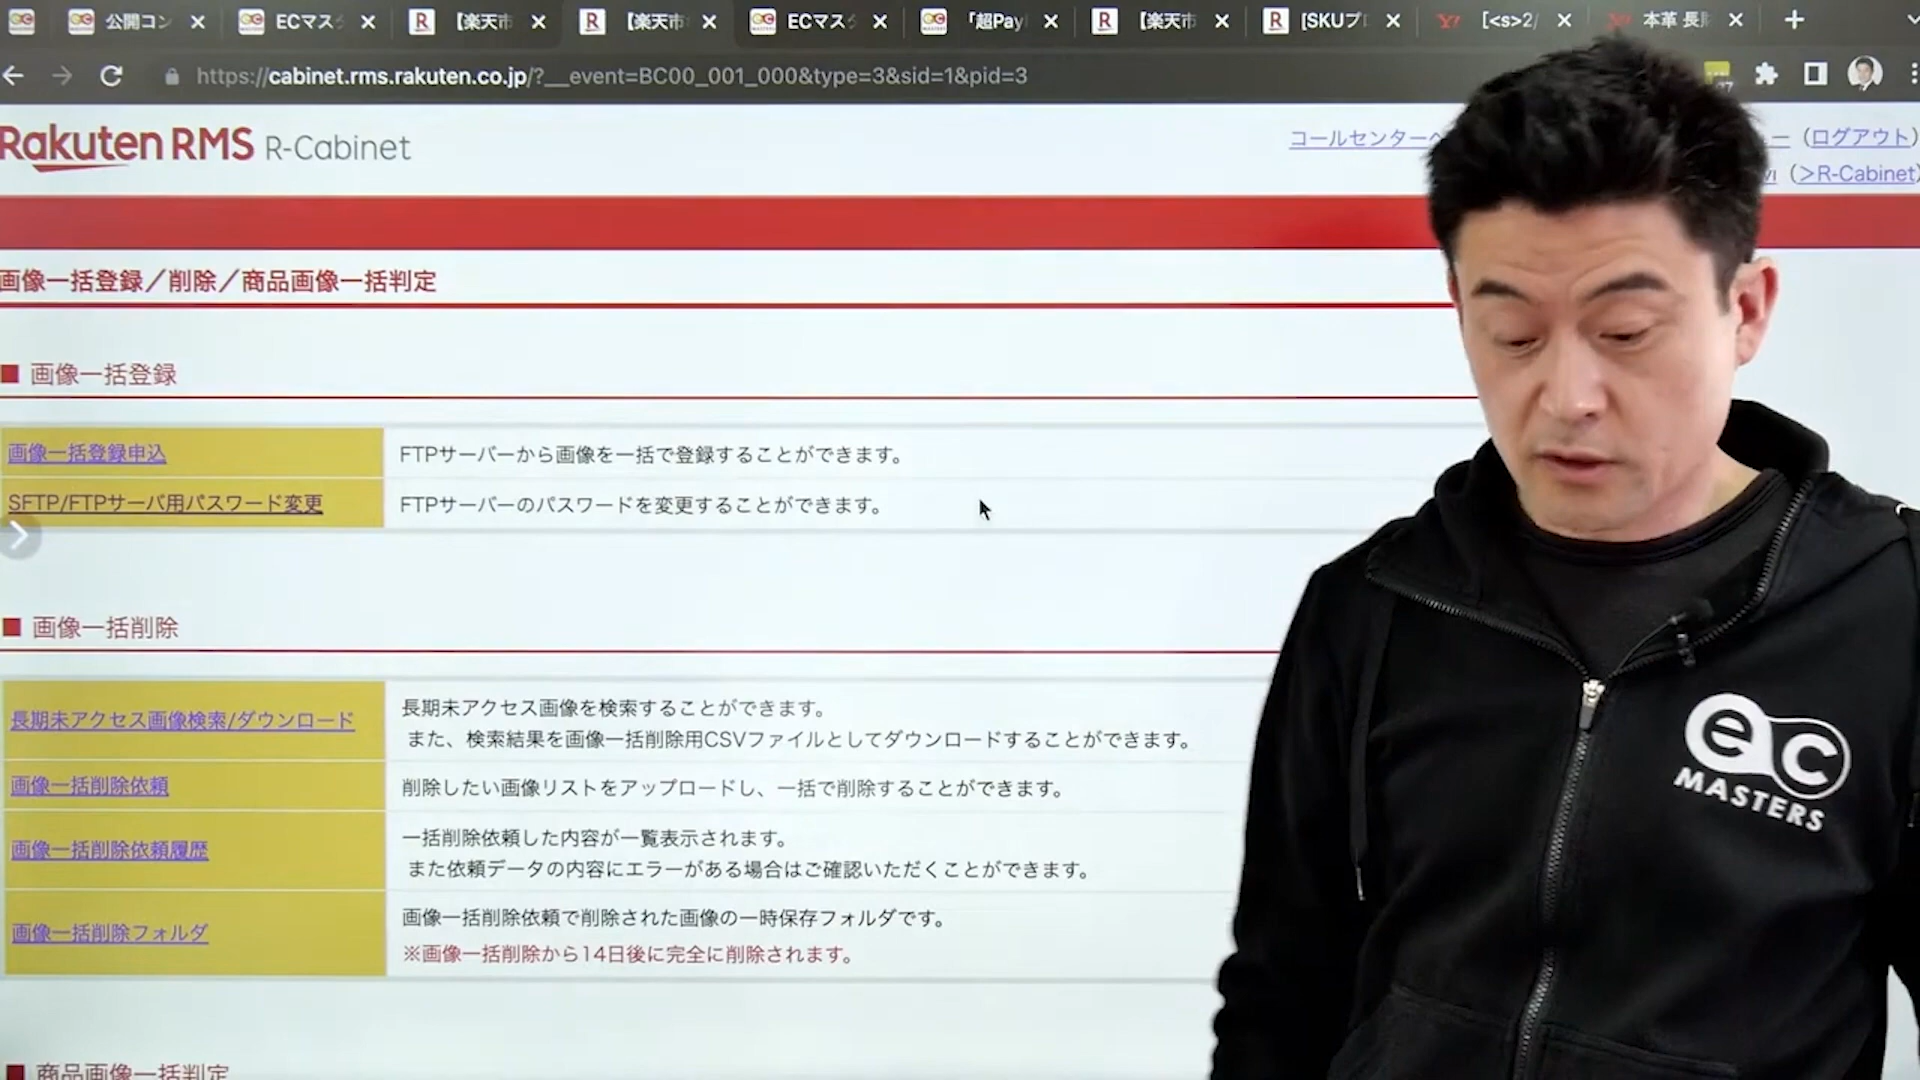 公開コン
ECマス
【楽天市
【楽天市
ECマス
「超Pay
【楽天市
[SKUプ
[<s>2/
本革 長
https://cabinet.rms.rakuten.co.jp/?__event=BC00_001_000&type=3&sid=1&pid=3
Rakuten RMS R-Cabinet
コールセンターへ
ー (ログアウト)
(>R-Cabinet)
画像一括登録／削除／商品画像一括判定
■ 画像一括登録
画像一括登録申込
FTPサーバーから画像を一括で登録することができます。
SFTP/FTPサーバ用パスワード変更
FTPサーバーのパスワードを変更することができます。
■ 画像一括削除
長期未アクセス画像検索/ダウンロード
長期未アクセス画像を検索することができます。
また、検索結果を画像一括削除用CSVファイルとしてダウンロードすることができます。
画像一括削除依頼
削除したい画像リストをアップロードし、一括で削除することができます。
画像一括削除依頼履歴
一括削除依頼した内容が一覧表示されます。
また依頼データの内容にエラーがある場合はご確認いただくことができます。
画像一括削除フォルダ
画像一括削除依頼で削除された画像の一時保存フォルダです。
※画像一括削除から14日後に完全に削除されます。
■ 商品画像一括判定
ec
MASTERS